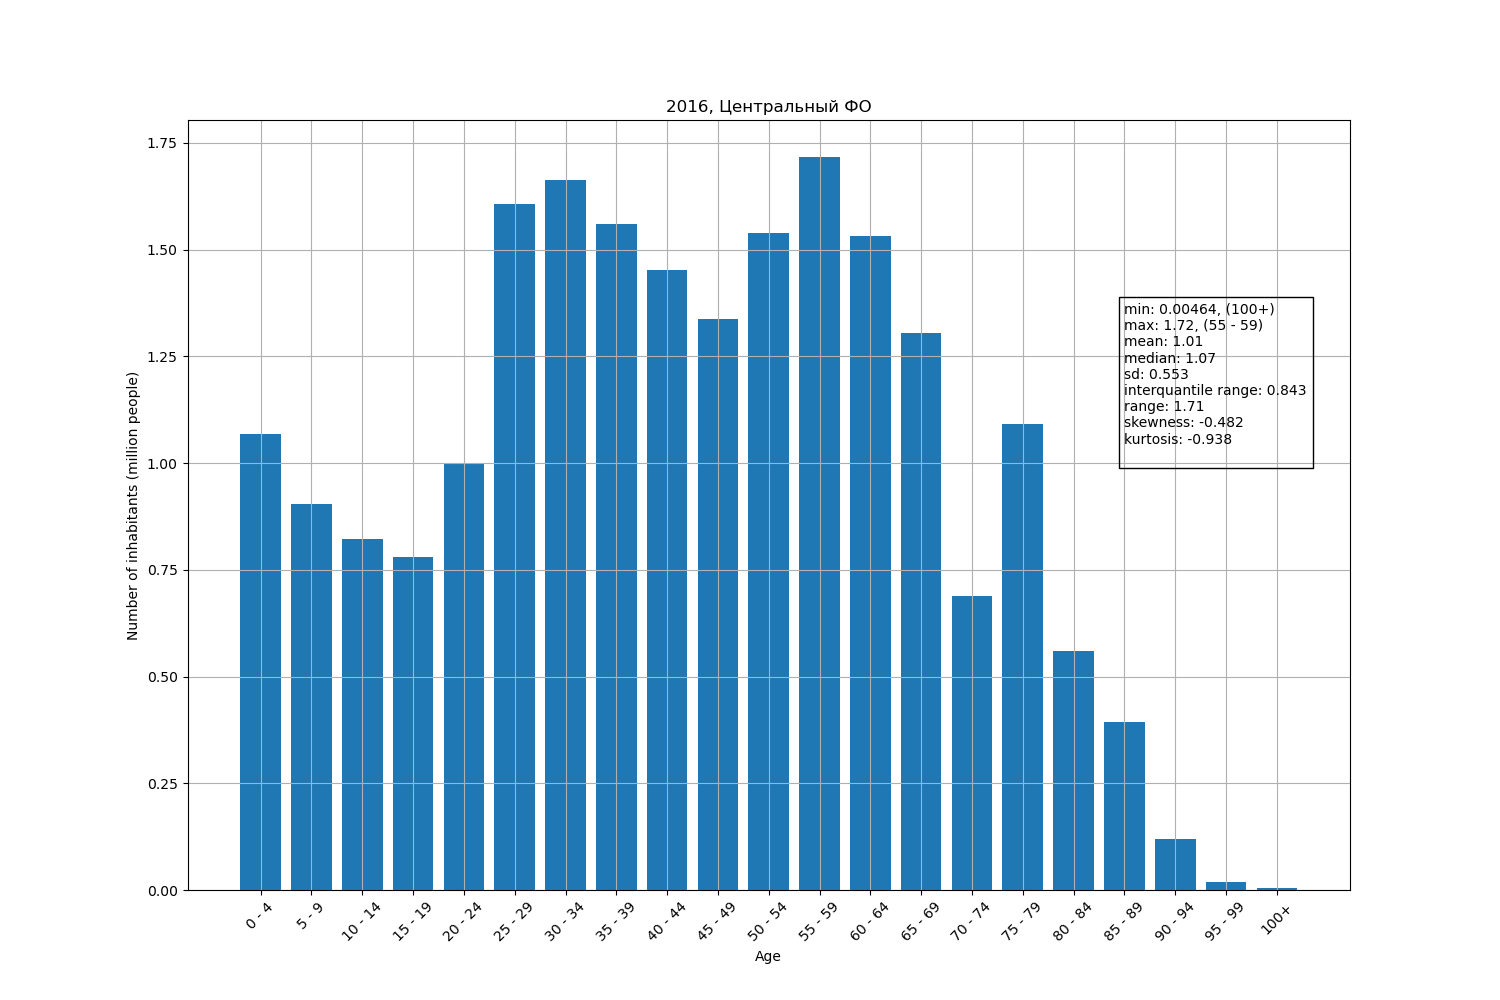 2016, Центральный ФО
1.75
1.50
1.25
1.00
0.75
0.50
0.25
0.00
Number of inhabitants (million people)
min: 0.00464, (100+)
max: 1.72, (55 - 59)
mean: 1.01
median: 1.07
sd: 0.553
interquantile range: 0.843
range: 1.71
skewness: -0.482
kurtosis: -0.938
0 - 4
5 - 9
10 - 14
15 - 19
20 - 24
25 - 29
30 - 34
35 - 39
40 - 44
45 - 49
50 - 54
55 - 59
60 - 64
65 - 69
70 - 74
75 - 79
80 - 84
85 - 89
90 - 94
95 - 99
100+
Age